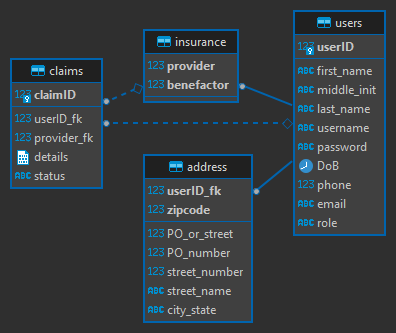 claims
123 claimID
123 userID_fk
123 provider_fk
details
ABC status
insurance
123 provider
123 benefactor
address
123 userID_fk
123 zipcode
123 PO_or_street
123 PO_number
123 street_number
ABC street_name
ABC city_state
users
123 userID
ABC first_name
ABC middle_init
ABC last_name
ABC username
ABC password
DoB
123 phone
ABC email
ABC role